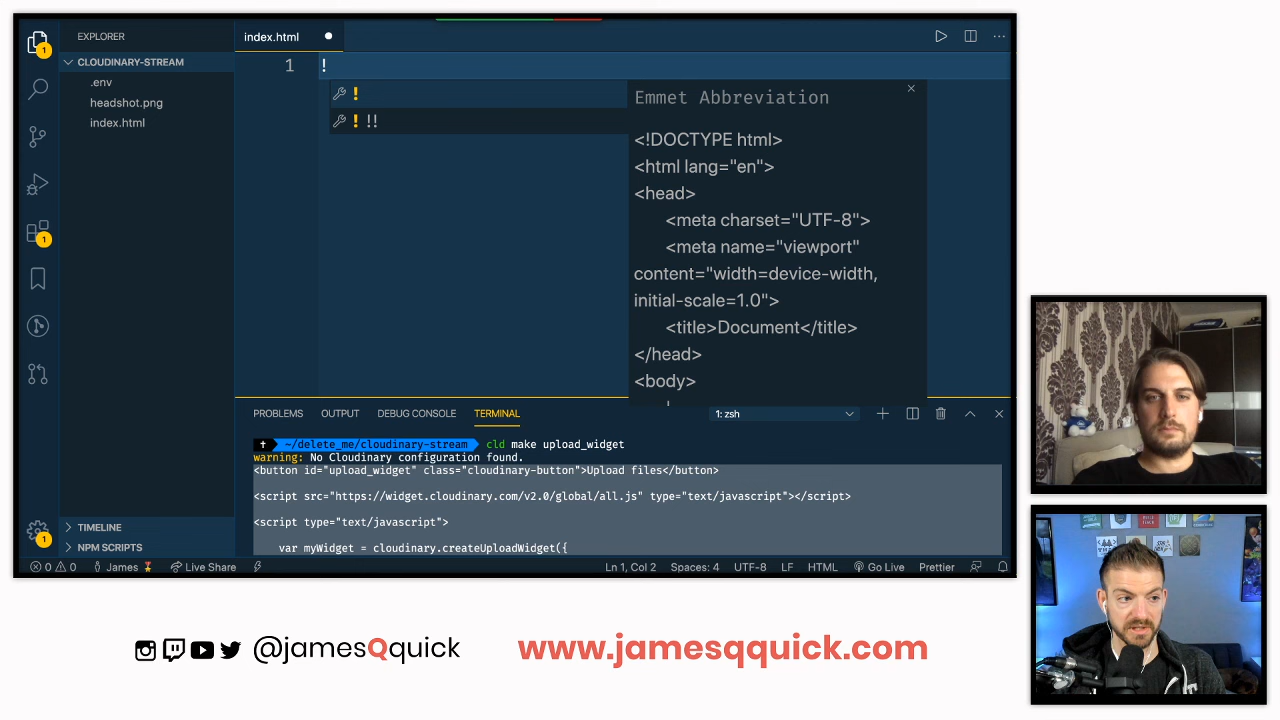 EXPLORER
CLOUDINARY-STREAM
.env
headshot.png
index.html
TIMELINE
NPM SCRIPTS
1
1
1
index.html
1
!
!
! !!
Emmet Abbreviation
<!DOCTYPE html>
<html lang="en">
<head>
<meta charset="UTF-8">
<meta name="viewport"
content="width=device-width,
initial-scale=1.0">
<title>Document</title>
</head>
<body>
|
PROBLEMS OUTPUT DEBUG CONSOLE TERMINAL 1: zsh
~/delete_me/cloudinary-stream cld make upload_widget
warning: No Cloudinary configuration found.
<button id="upload_widget" class="cloudinary-button">Upload files</button>
<script src="https://widget.cloudinary.com/v2.0/global/all.js" type="text/javascript"></script>
<script type="text/javascript">
var myWidget = cloudinary.createUploadWidget({
0 0 James Live Share Ln 1, Col 2 Spaces: 4 UTF-8 LF HTML Go Live Prettier
@jamesQquick www.jamesqquick.com